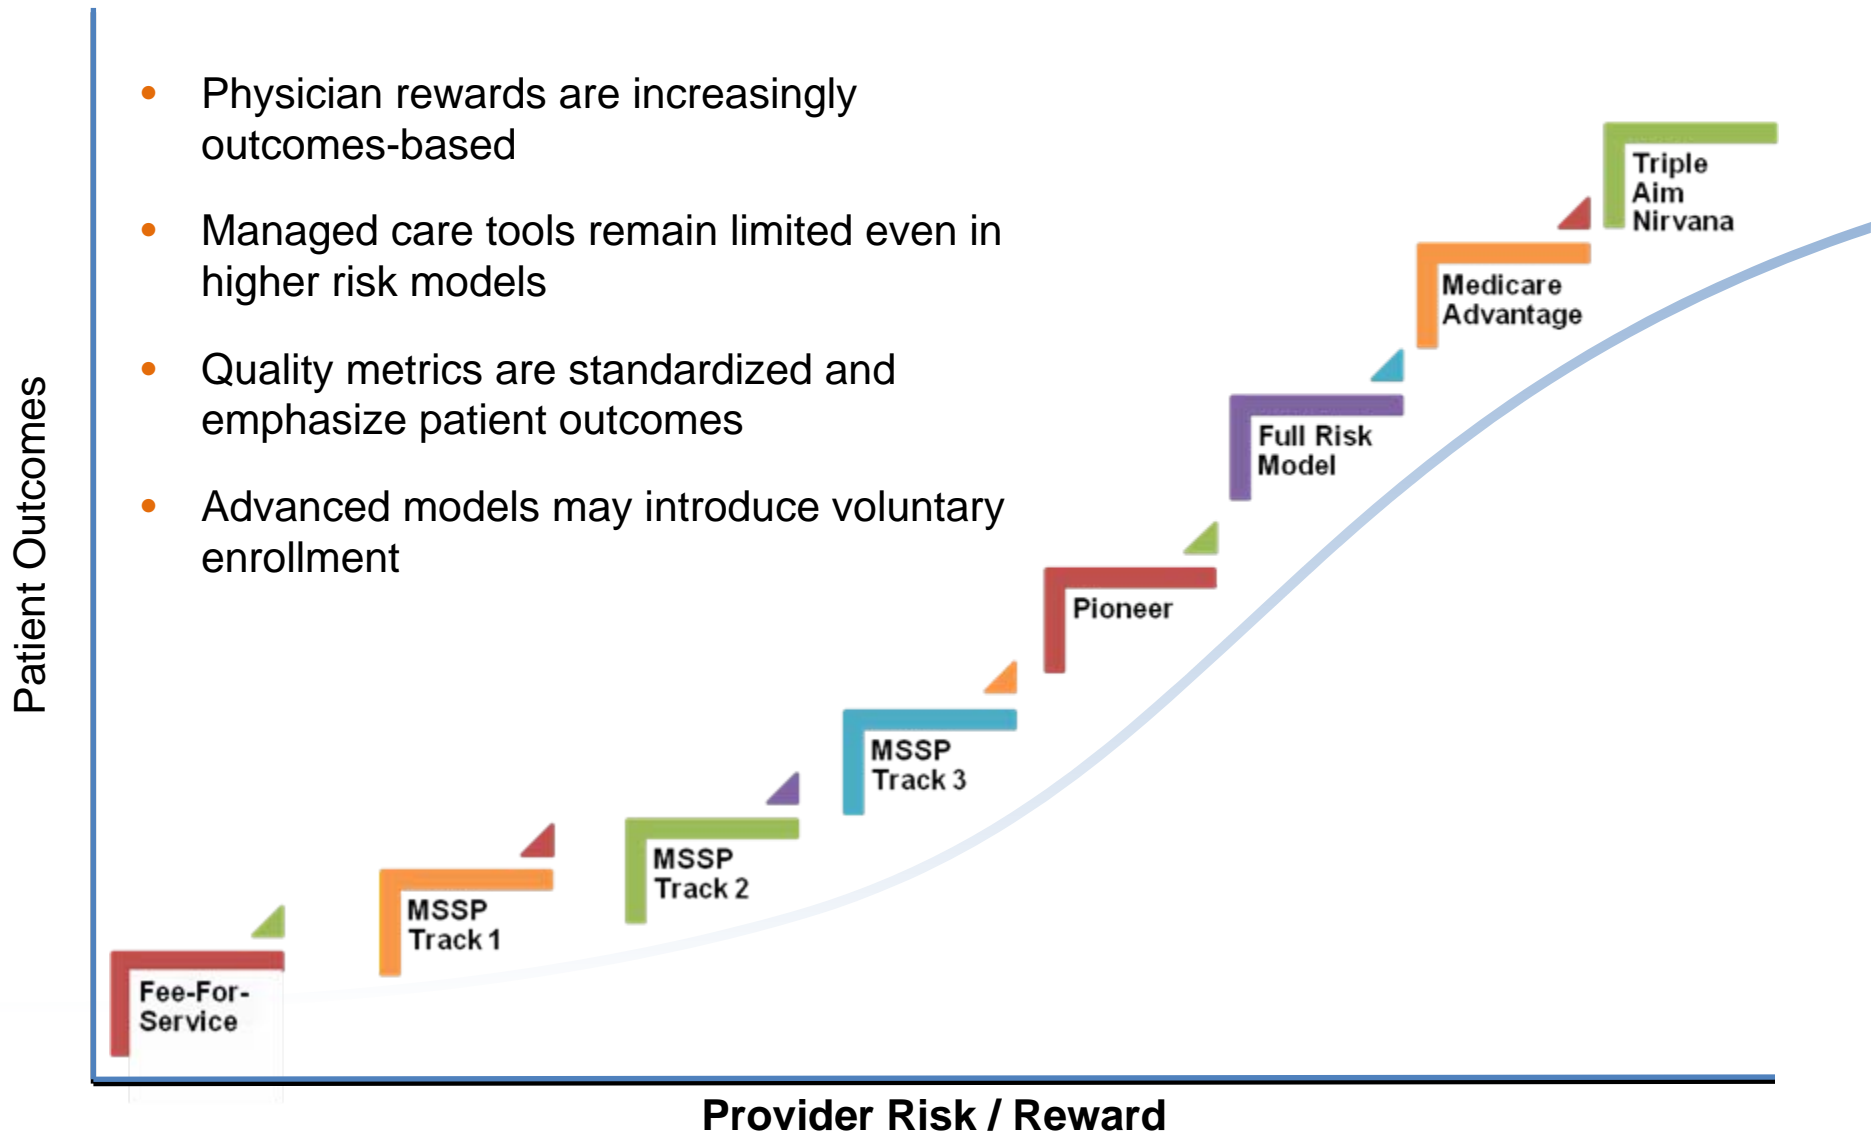 • Physician rewards are increasingly
outcomes-based
• Managed care tools remain limited even in
higher risk models
• Quality metrics are standardized and
emphasize patient outcomes
• Advanced models may introduce voluntary
enrollment
Patient Outcomes
Fee-For-
Service
MSSP
Track 1
MSSP
Track 2
MSSP
Track 3
Pioneer
Full Risk
Model
Medicare
Advantage
Triple
Aim
Nirvana
Provider Risk / Reward